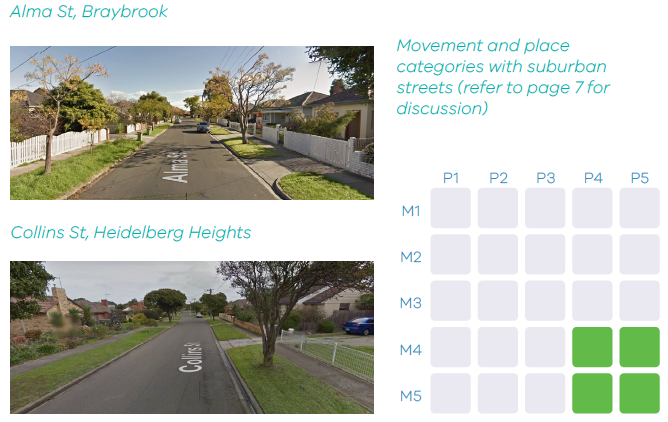 Alma St, Braybrook
Alma St
Collins St, Heidelberg Heights
Collins St
Movement and place
categories with suburban
streets (refer to page 7 for
discussion)
P1 P2 P3 P4 P5
M1
M2
M3
M4
M5